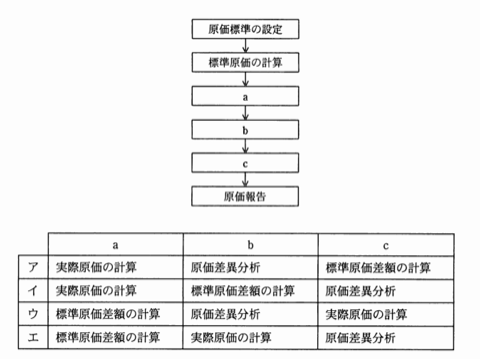 原価標準の設定
標準原価の計算
a
b
c
原価報告
a b c
ア 実際原価の計算 原価差異分析 標準原価差額の計算
イ 実際原価の計算 標準原価差額の計算 原価差異分析
ウ 標準原価差額の計算 原価差異分析 実際原価の計算
エ 標準原価差額の計算 実際原価の計算 原価差異分析